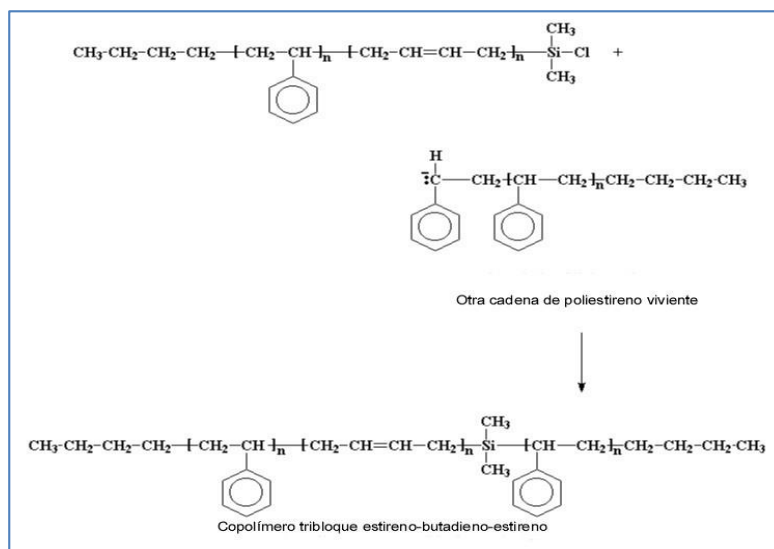 CH₃
CH₃-CH₂-CH₂-CH₂-[-CH₂-CH-]ₙ-[-CH₂-CH=CH-CH₂-]ₙ-Si-Cl +
CH₃
H
⁻:C-CH₂-[-CH-CH₂-]ₙ-CH₂-CH₂-CH₂-CH₃
Otra cadena de poliestireno viviente
CH₃
CH₃-CH₂-CH₂-CH₂-[-CH₂-CH-]ₙ-[-CH₂-CH=CH-CH₂-]ₙ-Si-[-CH-CH₂-]ₙ-CH₂-CH₂-CH₂-CH₃
CH₃
Copolímero tribloque estireno-butadieno-estireno